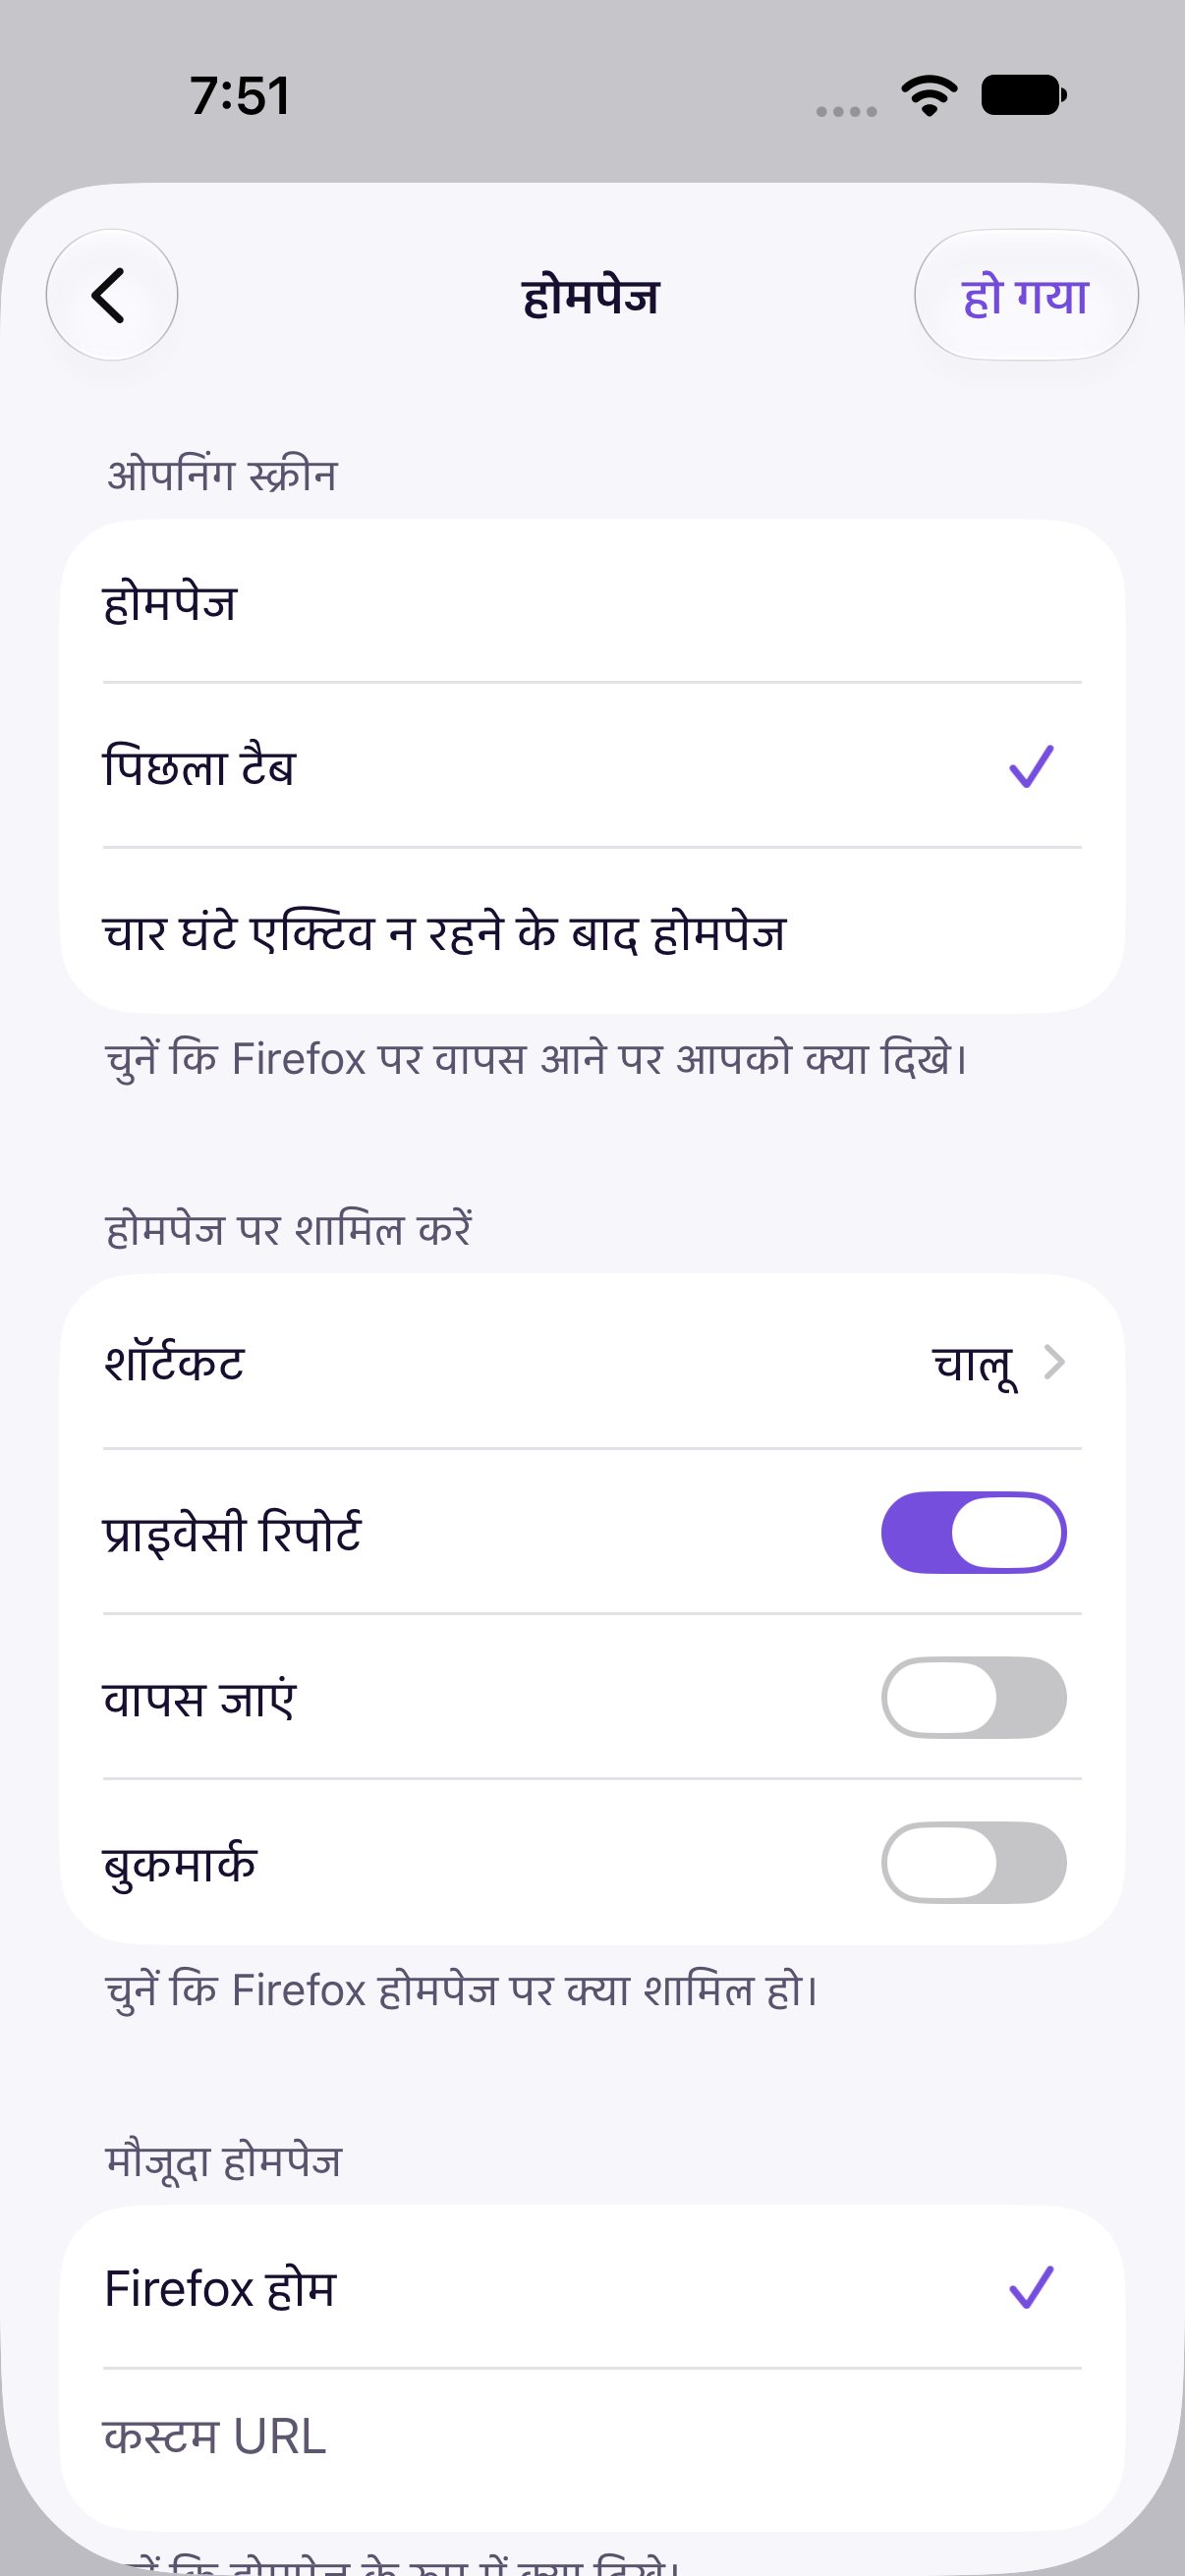 7:51
होमपेज
हो गया
ओपनिंग स्क्रीन
होमपेज
पिछला टैब
चार घंटे एक्टिव न रहने के बाद होमपेज
चुनें कि Firefox पर वापस आने पर आपको क्या दिखे।
होमपेज पर शामिल करें
शॉर्टकट
चालू
प्राइवेसी रिपोर्ट
वापस जाएं
बुकमार्क
चुनें कि Firefox होमपेज पर क्या शामिल हो।
मौजूदा होमपेज
Firefox होम
कस्टम URL
कि होमपेज के रूप में क्या दिखे।